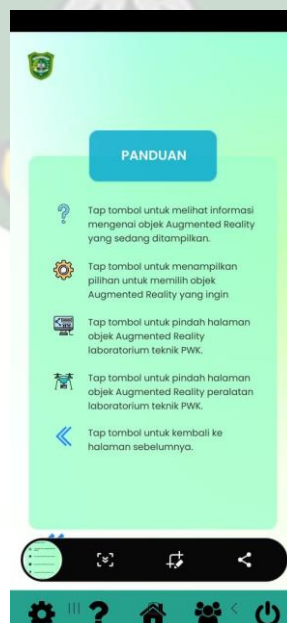 PANDUAN
Tap tombol untuk melihat informasi
mengenai objek Augmented Reality
yang sedang ditampilkan.
Tap tombol untuk menampilkan
pilihan untuk memilih objek
Augmented Reality yang ingin
Tap tombol untuk pindah halaman
objek Augmented Reality
laboratorium teknik PWK.
Tap tombol untuk pindah halaman
objek Augmented Reality peralatan
laboratorium teknik PWK.
Tap tombol untuk kembali ke
halaman sebelumnya.